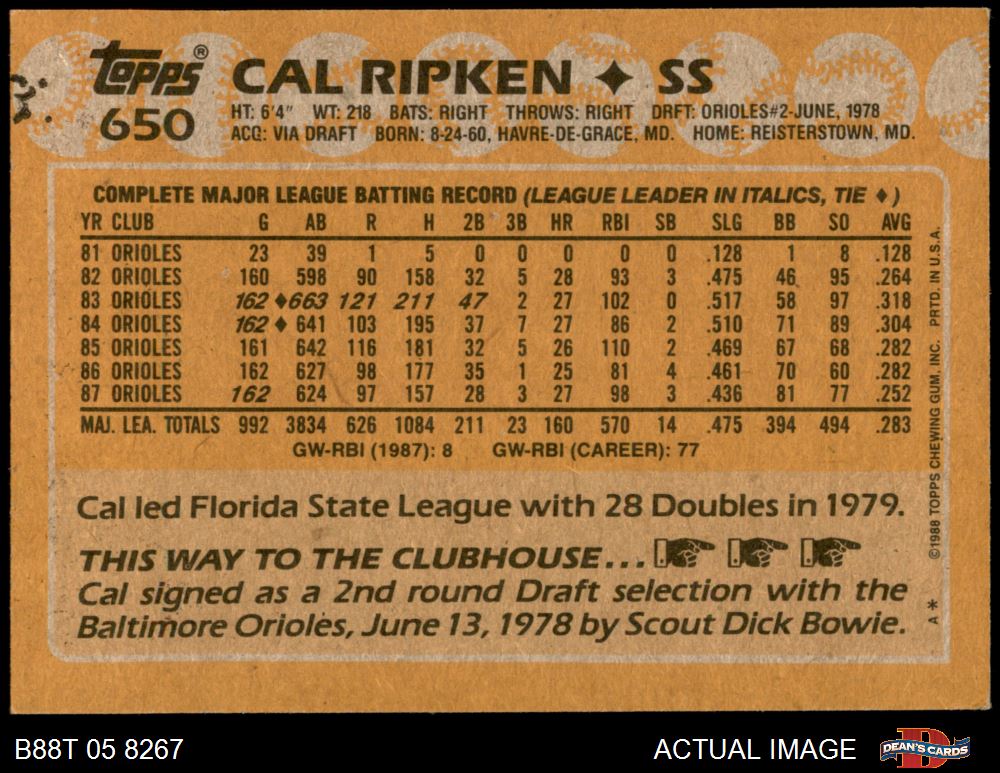 Topps® CAL RIPKEN ✦ SS
650 HT: 6'4" WT: 218 BATS: RIGHT THROWS: RIGHT DRFT: ORIOLES#2-JUNE, 1978
ACQ: VIA DRAFT BORN: 8-24-60, HAVRE-DE-GRACE, MD. HOME: REISTERSTOWN, MD.
COMPLETE MAJOR LEAGUE BATTING RECORD (LEAGUE LEADER IN ITALICS, TIE ♦)
YR CLUB G AB R H 2B 3B HR RBI SB SLG BB SO AVG
81 ORIOLES 23 39 1 5 0 0 0 0 0 .128 1 8 .128
82 ORIOLES 160 598 90 158 32 5 28 93 3 .475 46 95 .264
83 ORIOLES 162 ♦663 121 211 47 2 27 102 0 .517 58 97 .318
84 ORIOLES 162 ♦ 641 103 195 37 7 27 86 2 .510 71 89 .304
85 ORIOLES 161 642 116 181 32 5 26 110 2 .469 67 68 .282
86 ORIOLES 162 627 98 177 35 1 25 81 4 .461 70 60 .282
87 ORIOLES 162 624 97 157 28 3 27 98 3 .436 81 77 .252
MAJ. LEA. TOTALS 992 3834 626 1084 211 23 160 570 14 .475 394 494 .283
GW-RBI (1987): 8 GW-RBI (CAREER): 77
Cal led Florida State League with 28 Doubles in 1979.
THIS WAY TO THE CLUBHOUSE...
Cal signed as a 2nd round Draft selection with the
Baltimore Orioles, June 13, 1978 by Scout Dick Bowie.
©1988 TOPPS CHEWING GUM, INC. PRTD. IN U.S.A.
A*
B88T 05 8267
ACTUAL IMAGE
DEAN'S CARDS